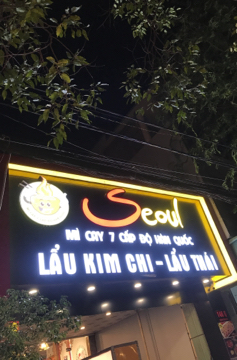 Seoul
MÌ CAY 7 CẤP ĐỘ HÀN QUỐC
LẨU KIM CHI - LẨU THÁI